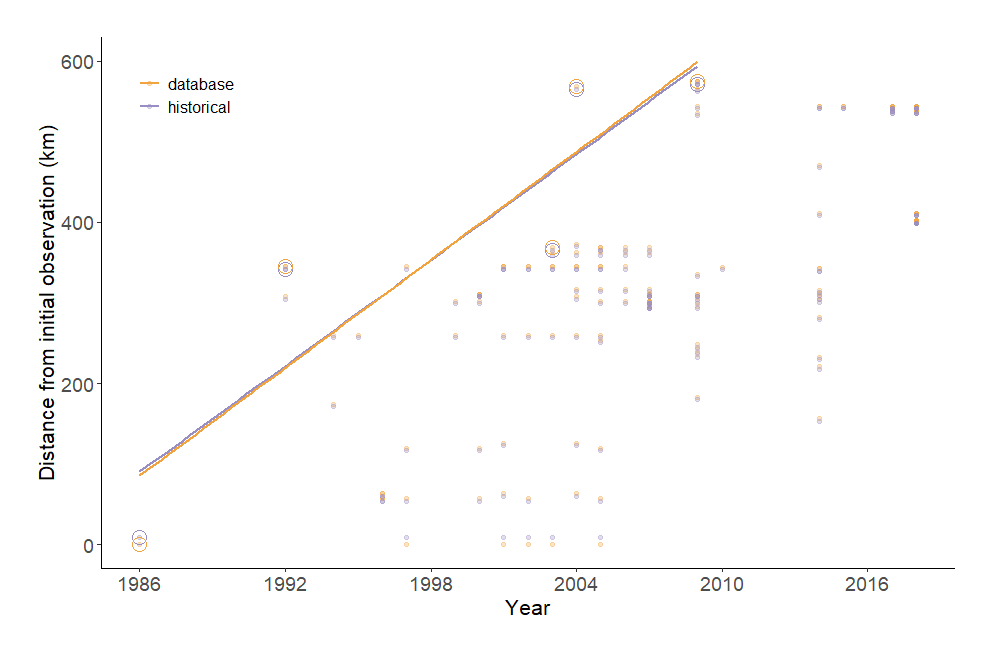 600
400
200
0
database
historical
Distance from initial observation (km)
1986 1992 1998 2004 2010 2016
Year